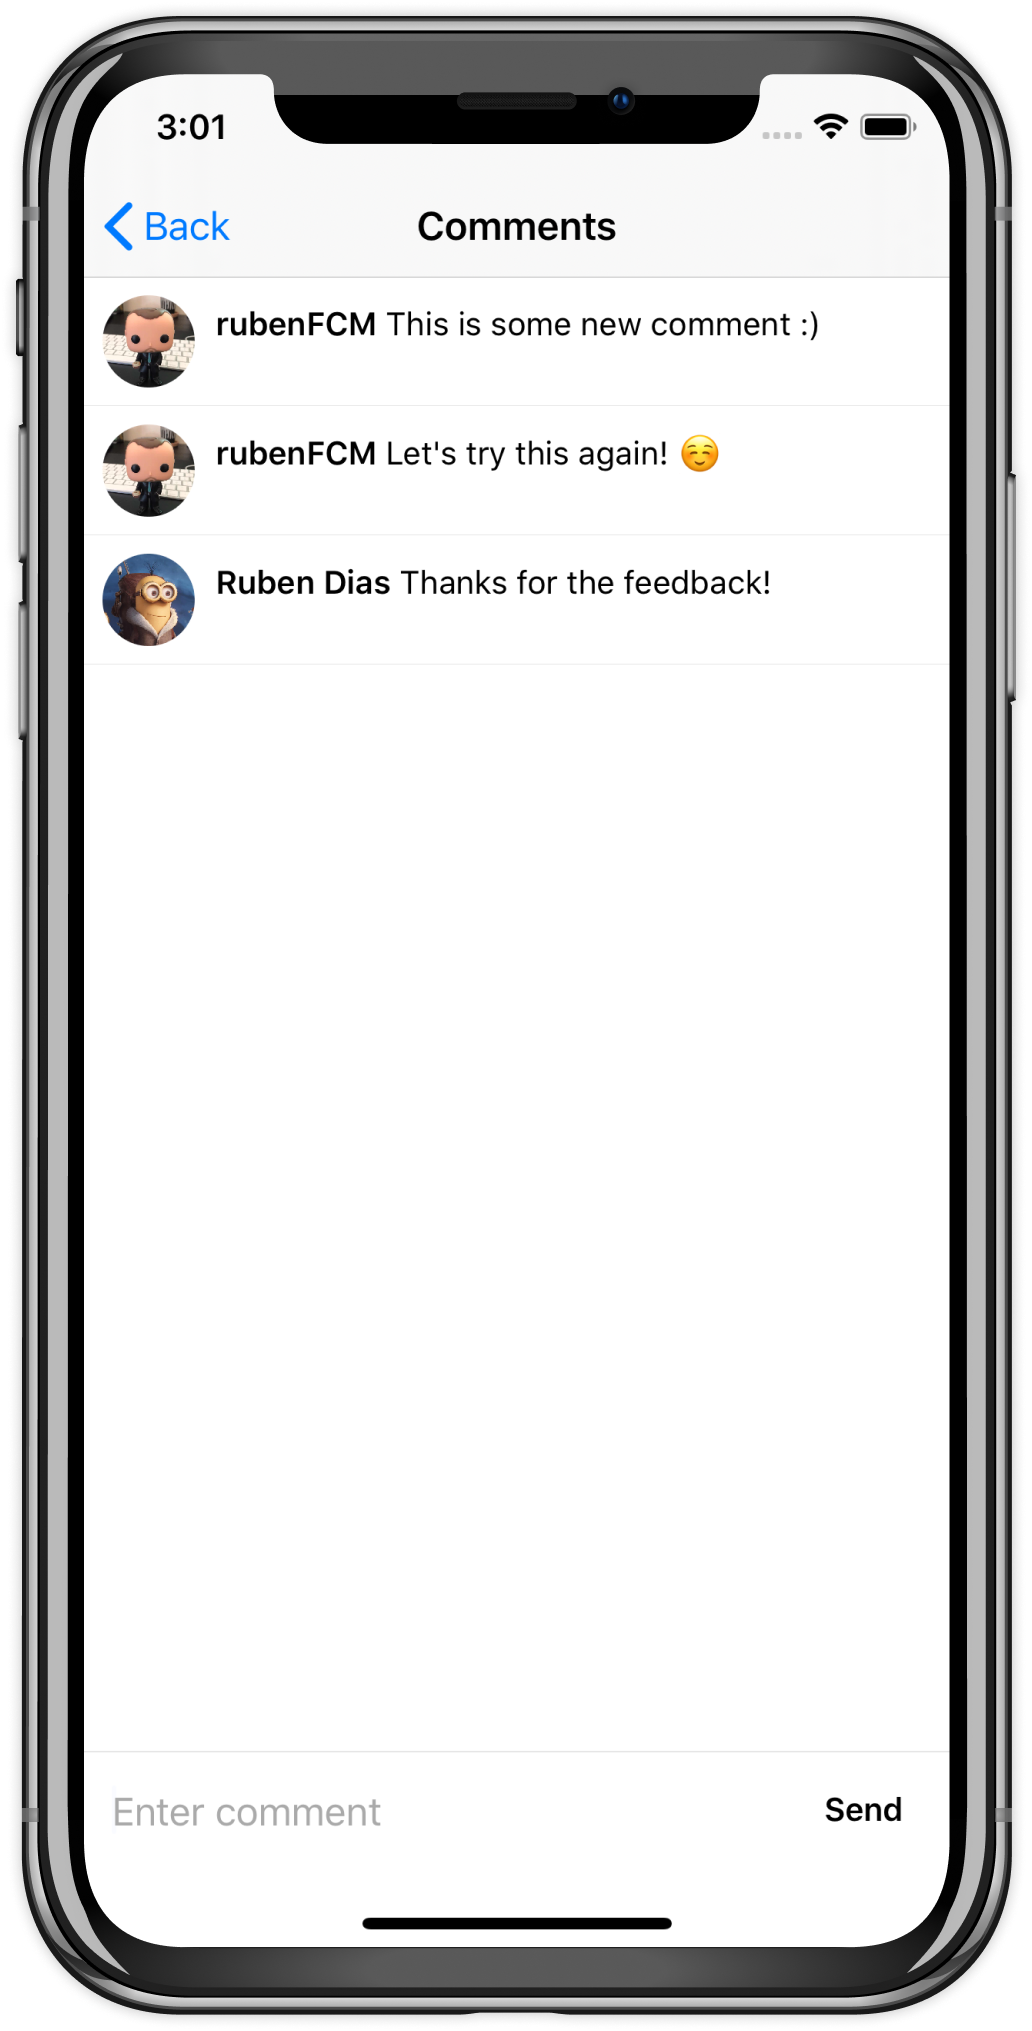 3:01
Back Comments
rubenFCM This is some new comment :)
rubenFCM Let's try this again! ☺️
Ruben Dias Thanks for the feedback!
Enter comment Send